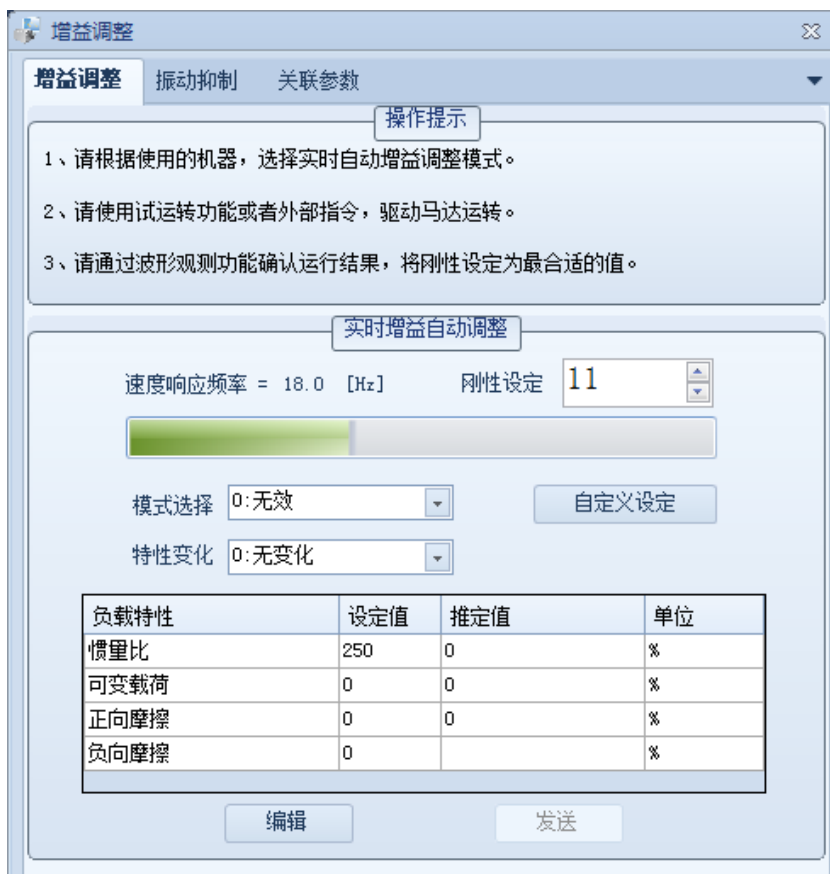 增益调整
增益调整 振动抑制 关联参数
操作提示
1、请根据使用的机器，选择实时自动增益调整模式。
2、请使用试运转功能或者外部指令，驱动马达运转。
3、请通过波形观测功能确认运行结果，将刚性设定为最合适的值。
实时增益自动调整
速度响应频率 = 18.0 [Hz] 刚性设定 11
模式选择 0:无效 自定义设定
特性变化 0:无变化
负载特性 设定值 推定值 单位
惯量比 250 0 %
可变载荷 0 0 %
正向摩擦 0 0 %
负向摩擦 0 %
编辑 发送